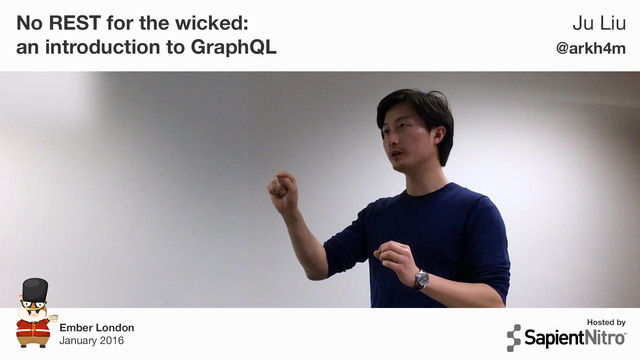 No REST for the wicked:
an introduction to GraphQL
Ju Liu
@arkh4m
Ember London
January 2016
Hosted by
SapientNitro